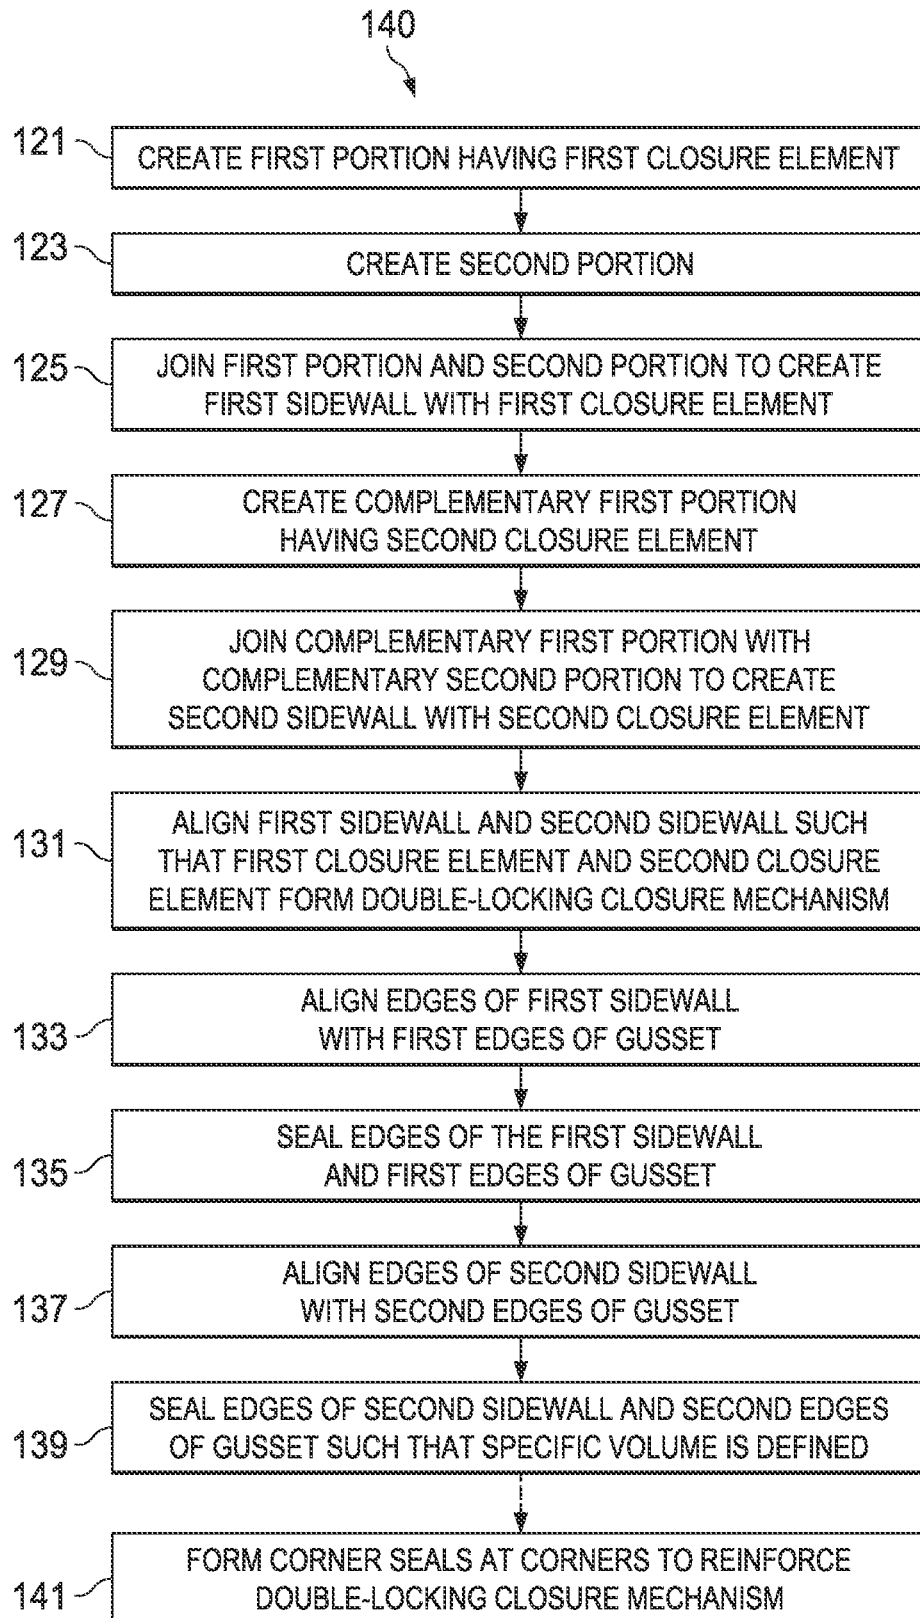 140
121
CREATE FIRST PORTION HAVING FIRST CLOSURE ELEMENT
123
CREATE SECOND PORTION
125
JOIN FIRST PORTION AND SECOND PORTION TO CREATE
FIRST SIDEWALL WITH FIRST CLOSURE ELEMENT
127
CREATE COMPLEMENTARY FIRST PORTION
HAVING SECOND CLOSURE ELEMENT
129
JOIN COMPLEMENTARY FIRST PORTION WITH
COMPLEMENTARY SECOND PORTION TO CREATE
SECOND SIDEWALL WITH SECOND CLOSURE ELEMENT
131
ALIGN FIRST SIDEWALL AND SECOND SIDEWALL SUCH
THAT FIRST CLOSURE ELEMENT AND SECOND CLOSURE
ELEMENT FORM DOUBLE-LOCKING CLOSURE MECHANISM
133
ALIGN EDGES OF FIRST SIDEWALL
WITH FIRST EDGES OF GUSSET
135
SEAL EDGES OF THE FIRST SIDEWALL
AND FIRST EDGES OF GUSSET
137
ALIGN EDGES OF SECOND SIDEWALL
WITH SECOND EDGES OF GUSSET
139
SEAL EDGES OF SECOND SIDEWALL AND SECOND EDGES
OF GUSSET SUCH THAT SPECIFIC VOLUME IS DEFINED
141
FORM CORNER SEALS AT CORNERS TO REINFORCE
DOUBLE-LOCKING CLOSURE MECHANISM